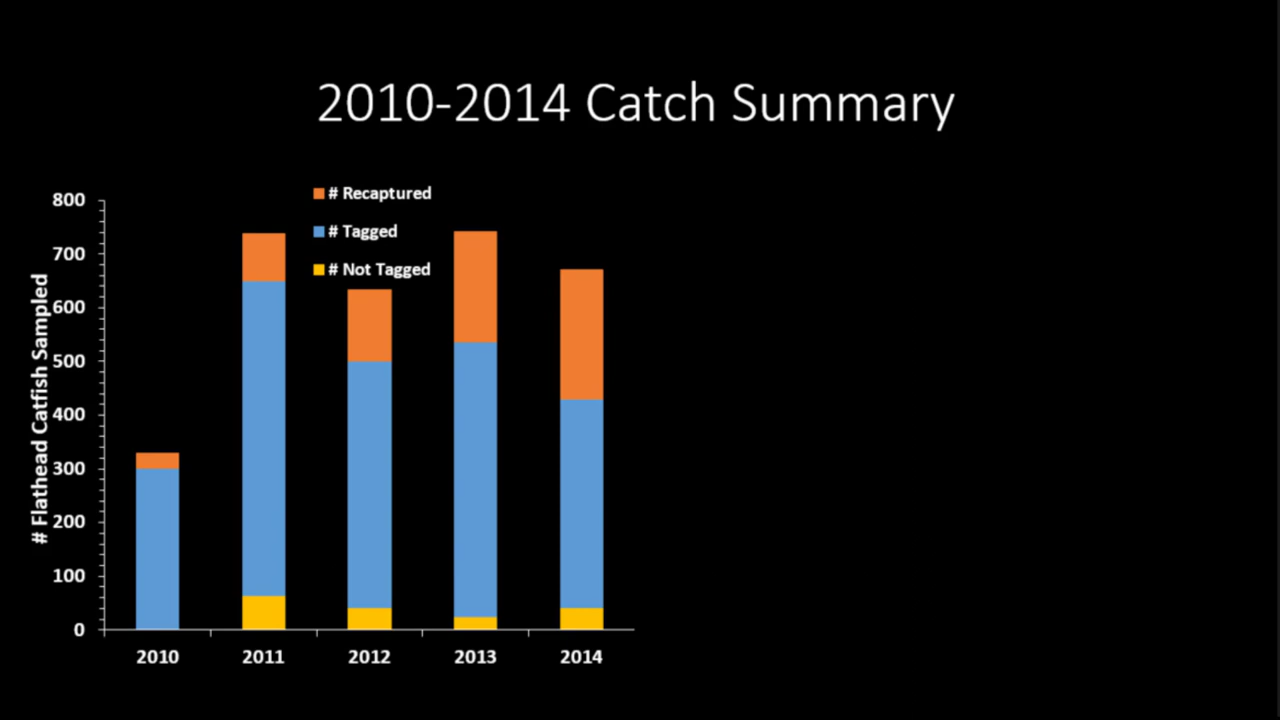 2010-2014 Catch Summary
# Recaptured
# Tagged
# Not Tagged
# Flathead Catfish Sampled
800
700
600
500
400
300
200
100
0
2010 2011 2012 2013 2014